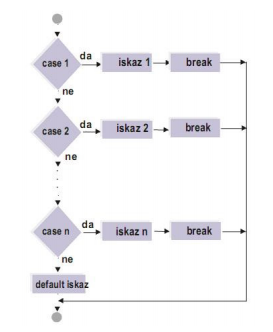 case 1
da
iskaz 1
break
ne
case 2
da
iskaz 2
break
ne
case n
da
iskaz n
break
ne
default iskaz